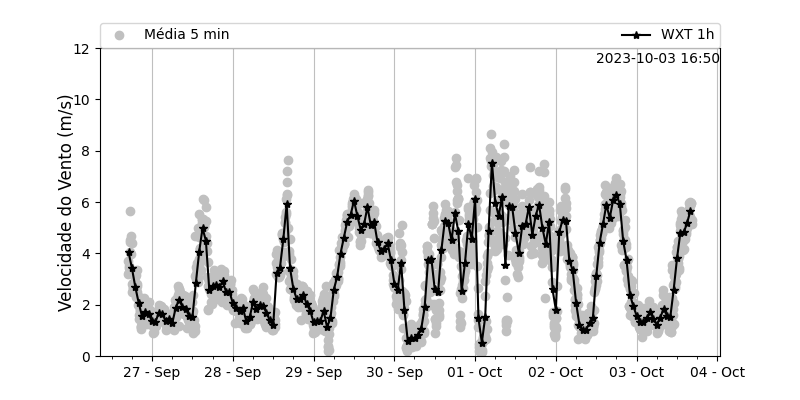 Média 5 min
WXT 1h
2023-10-03 16:50
Velocidade do Vento (m/s)
12
10
8
6
4
2
0
27 - Sep 28 - Sep 29 - Sep 30 - Sep 01 - Oct 02 - Oct 03 - Oct 04 - Oct